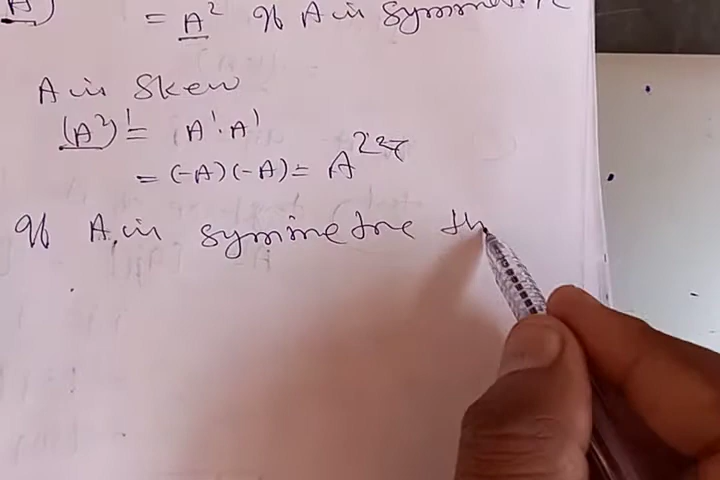 A)
= A² If A is symmetric
A is Skew
(A²)' = A'. A'
= (-A)(-A) = A²
If A is symmetric th